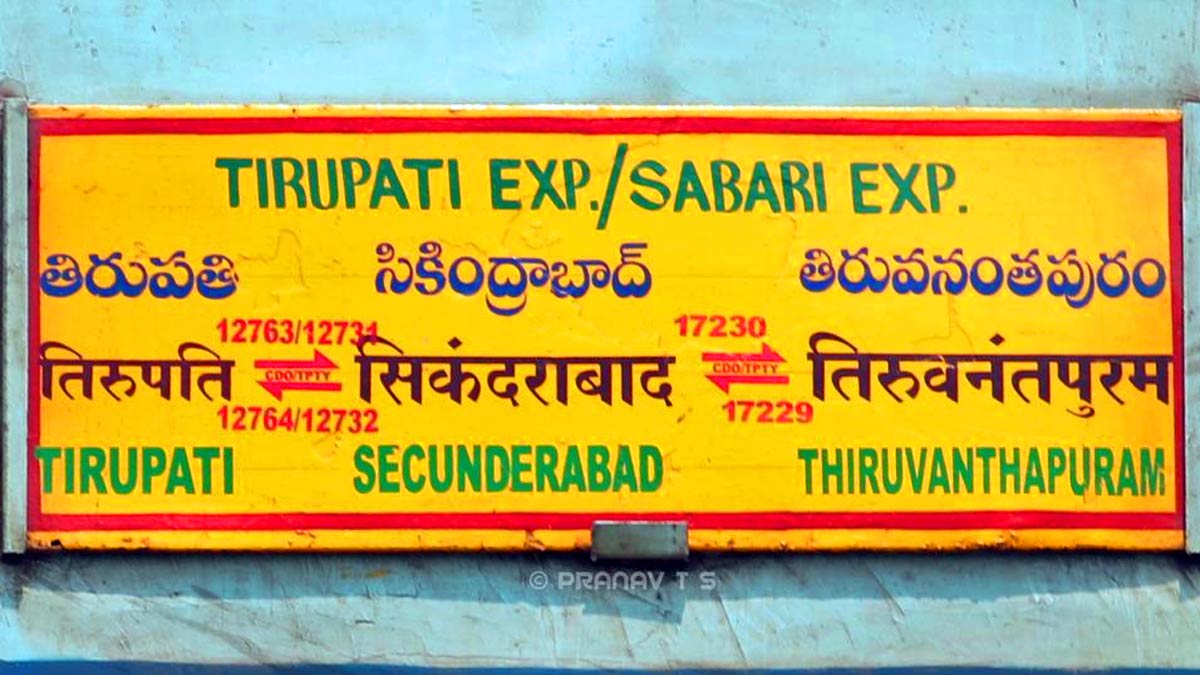 TIRUPATI EXP./SABARI EXP.
తిరుపతి సికింద్రాబాద్ తిరువనంతపురం
12763/12731 17230
तिरुपति CDO/TPTY सिकंदराबाद CDO/TPTY तिरुवनंतपुरम
12764/12732 17229
TIRUPATI SECUNDERABAD THIRUVANTHAPURAM
© PRANAV T S